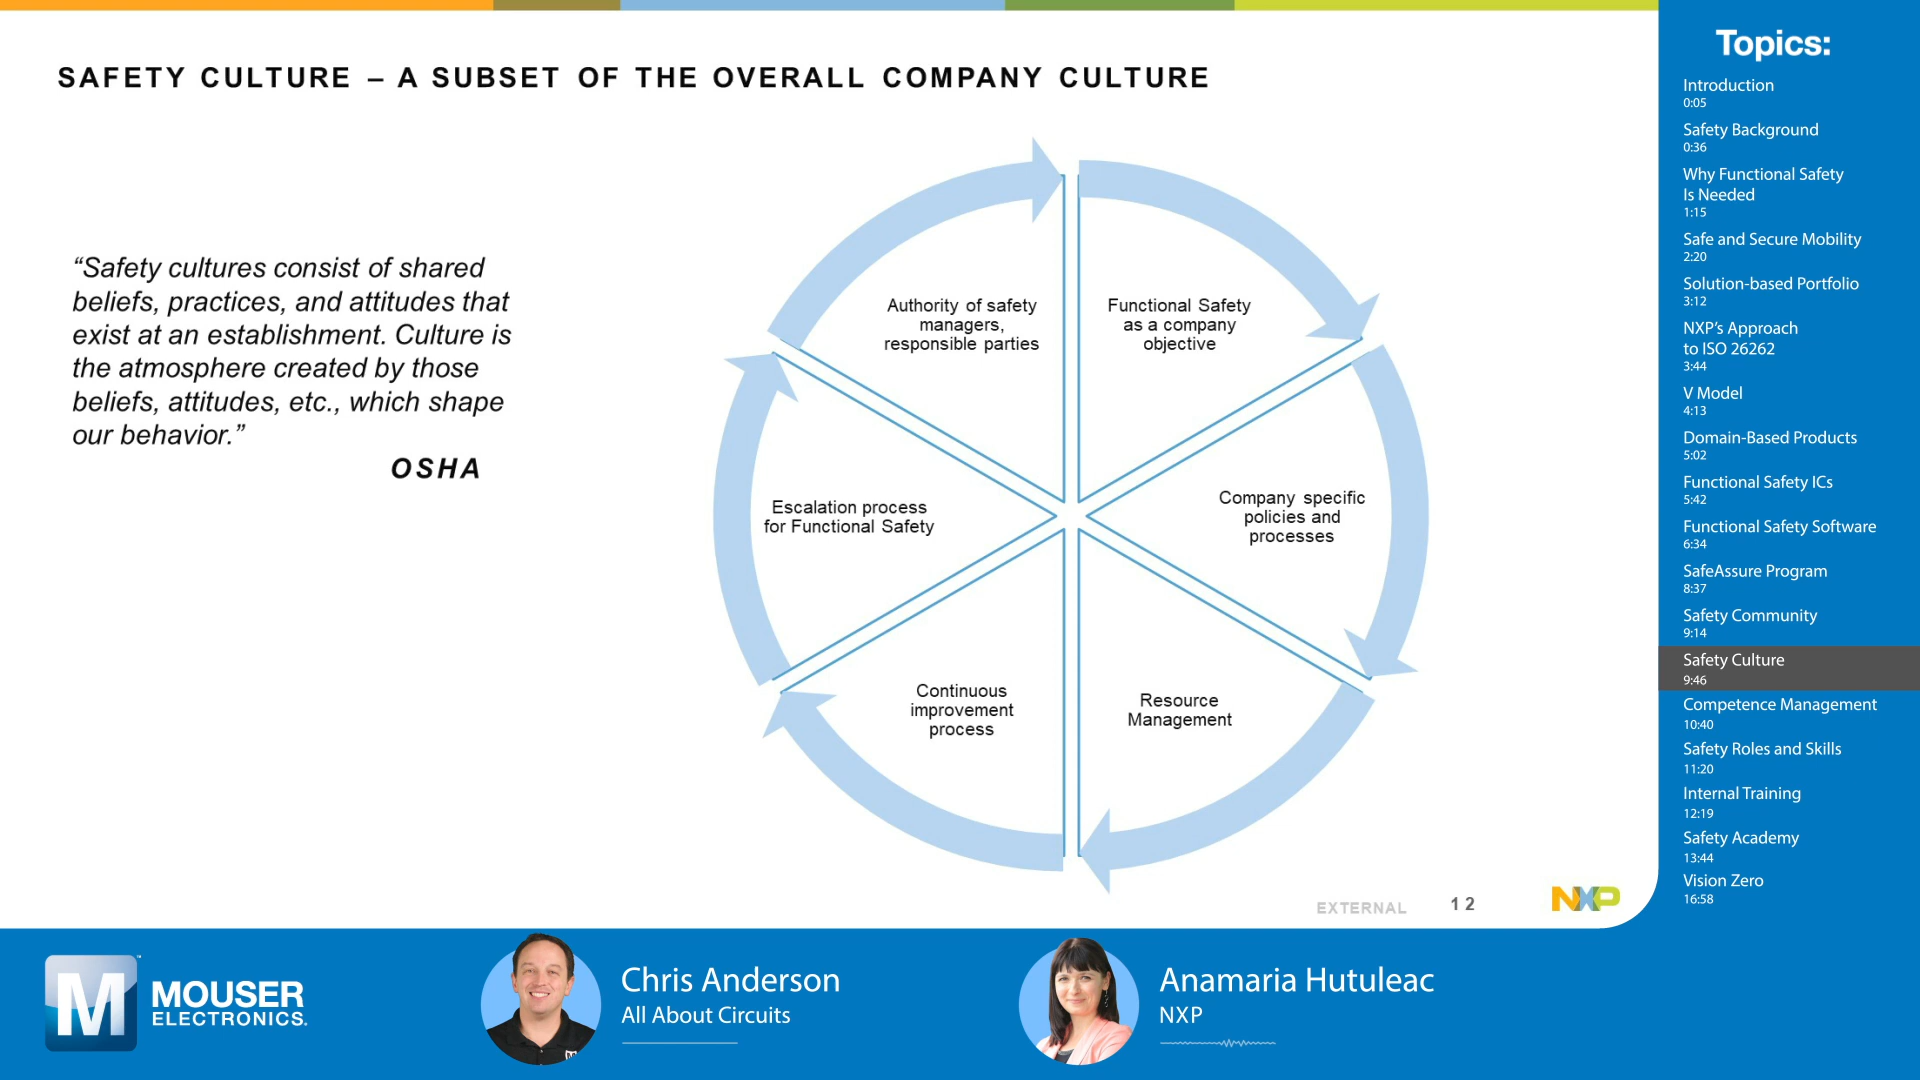 SAFETY CULTURE – A SUBSET OF THE OVERALL COMPANY CULTURE
“Safety cultures consist of shared
beliefs, practices, and attitudes that
exist at an establishment. Culture is
the atmosphere created by those
beliefs, attitudes, etc., which shape
our behavior.”
OSHA
Authority of safety
managers,
responsible parties
Functional Safety
as a company
objective
Company specific
policies and
processes
Resource
Management
Continuous
improvement
process
Escalation process
for Functional Safety
EXTERNAL
12
NXP
Topics:
Introduction
0:05
Safety Background
0:36
Why Functional Safety
Is Needed
1:15
Safe and Secure Mobility
2:20
Solution-based Portfolio
3:12
NXP’s Approach
to ISO 26262
3:44
V Model
4:13
Domain-Based Products
5:02
Functional Safety ICs
5:42
Functional Safety Software
6:34
SafeAssure Program
8:37
Safety Community
9:14
Safety Culture
9:46
Competence Management
10:40
Safety Roles and Skills
11:20
Internal Training
12:19
Safety Academy
13:44
Vision Zero
16:58
M
MOUSER
ELECTRONICS.
Chris Anderson
All About Circuits
Anamaria Hutuleac
NXP